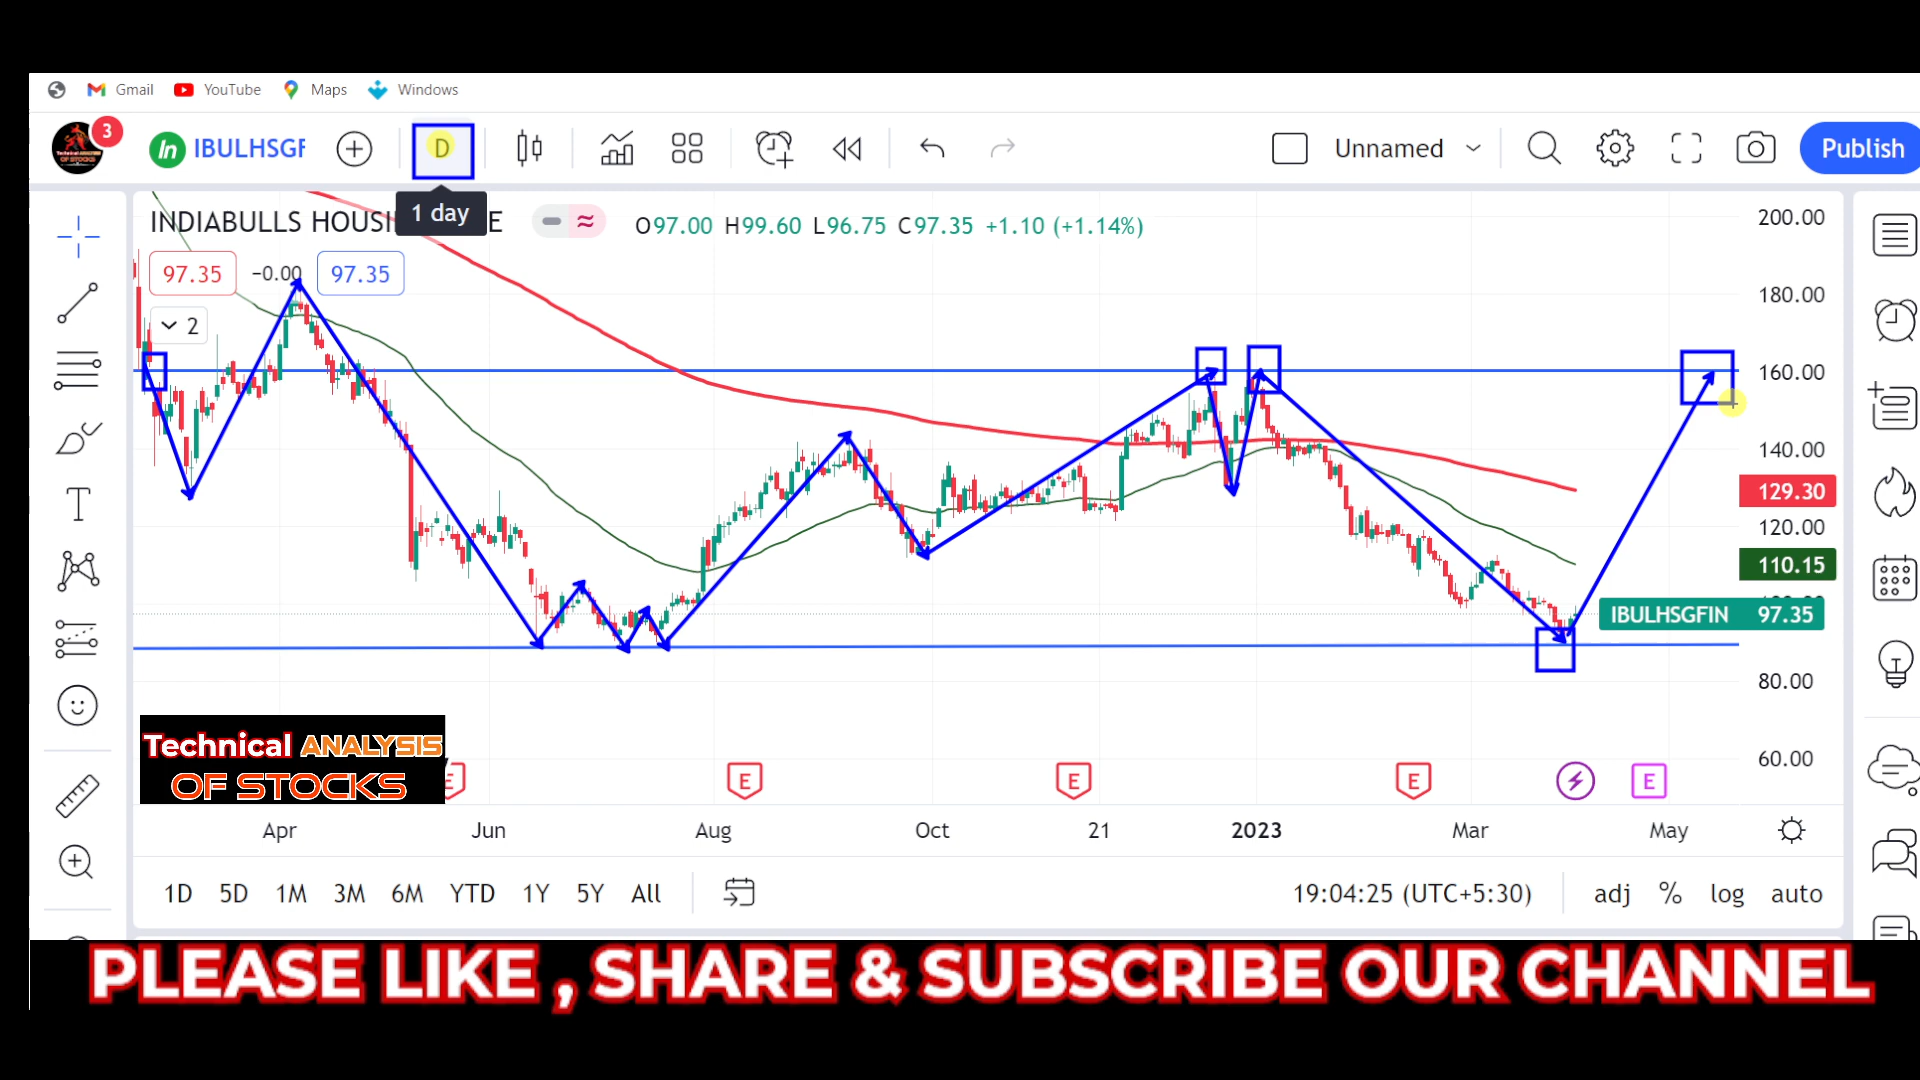 Gmail YouTube Maps Windows
3 IBULHSGF D Unnamed Publish
1 day
INDIABULLS HOUSI E O97.00 H99.60 L96.75 C97.35 +1.10 (+1.14%)
97.35 −0.00 97.35
2
200.00
180.00
160.00
140.00
129.30
120.00
110.15
IBULHSGFIN 97.35
80.00
60.00
Technical ANALYSIS
OF STOCKS
E E E E E
Apr Jun Aug Oct 21 2023 Mar May
1D 5D 1M 3M 6M YTD 1Y 5Y All 19:04:25 (UTC+5:30) adj % log auto
PLEASE LIKE , SHARE & SUBSCRIBE OUR CHANNEL